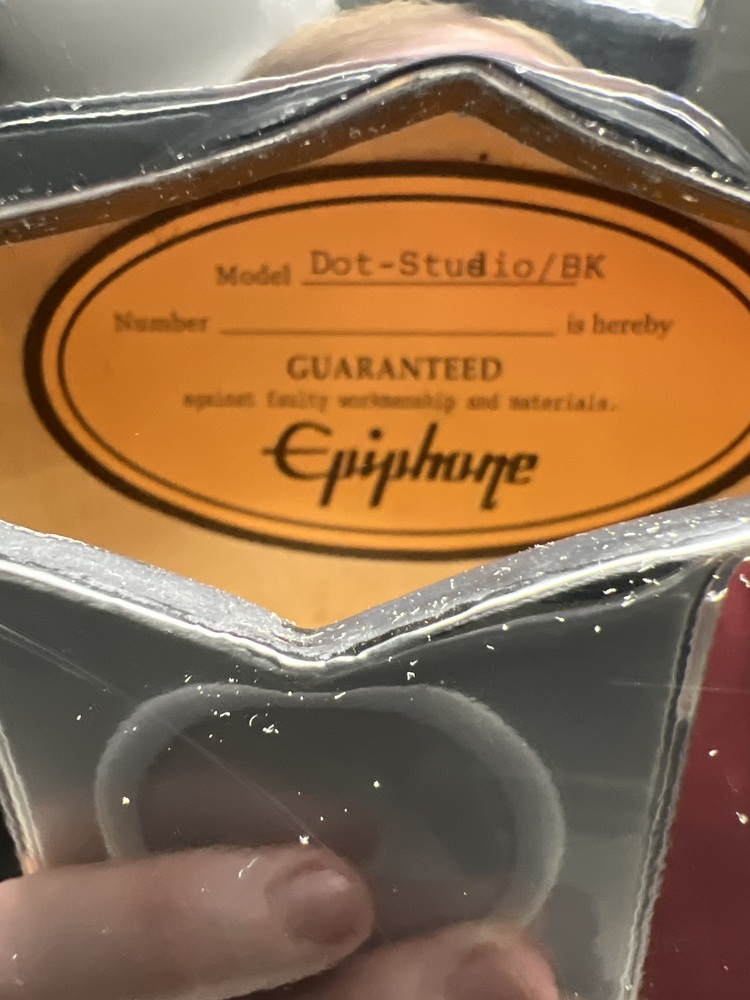 Model Dot-Studio/BK
Number is hereby
GUARANTEED
against faulty workmanship and materials.
Epiphone